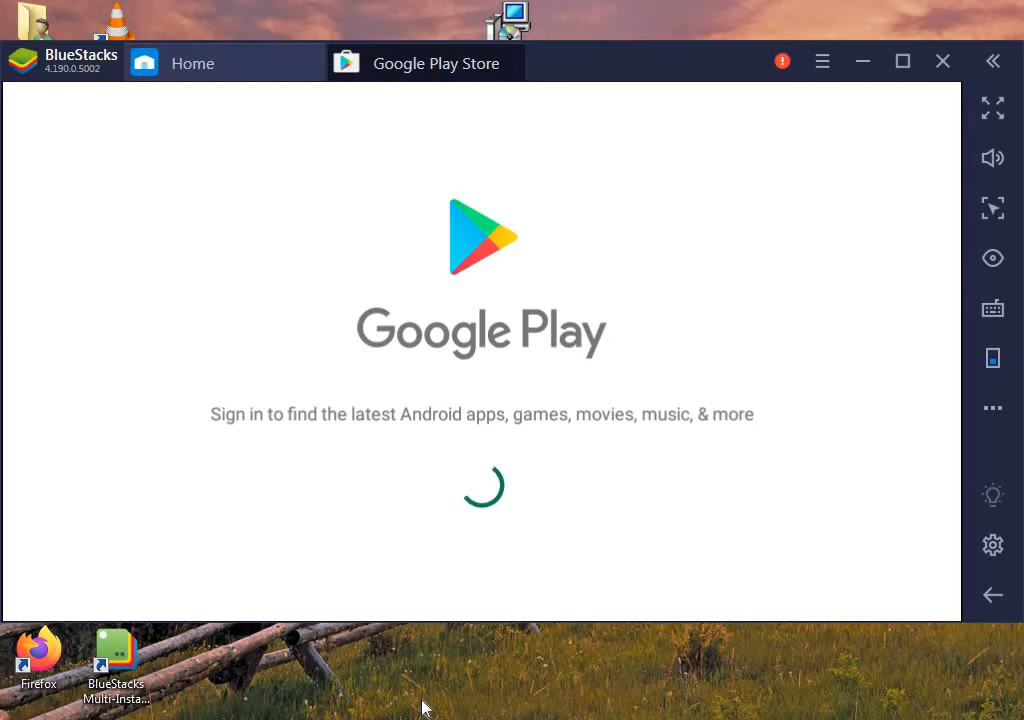 BlueStacks
4.190.0.5002
Home
Google Play Store
Google Play
Sign in to find the latest Android apps, games, movies, music, & more
Firefox
BlueStacks
Multi-Insta...